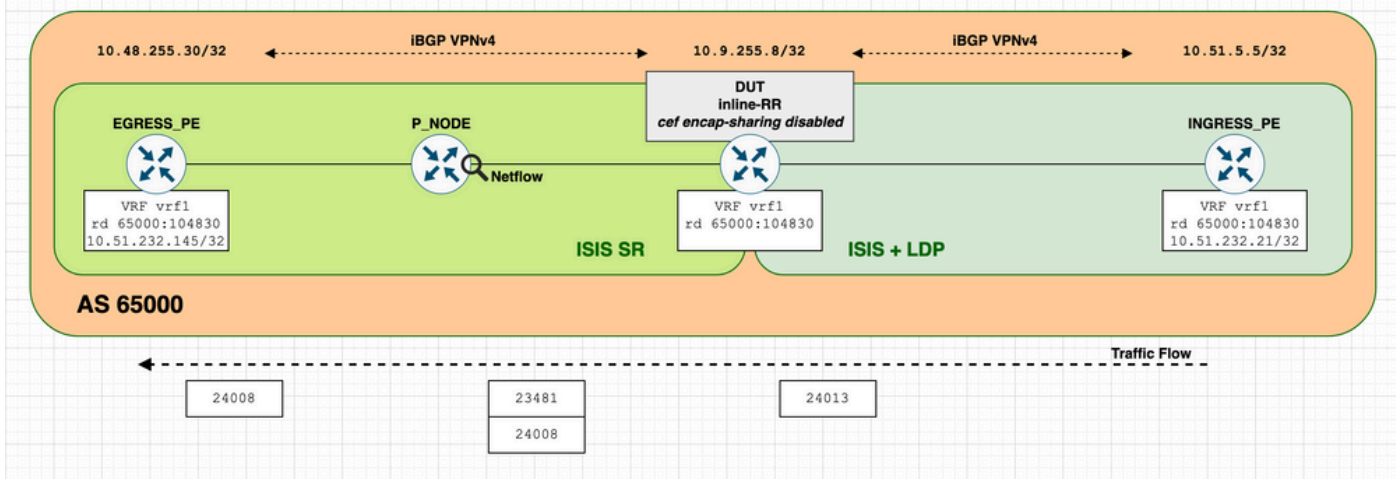 10.48.255.30/32
iBGP VPNv4
10.9.255.8/32
iBGP VPNv4
10.51.5.5/32
DUT
inline-RR
cef encap-sharing disabled
EGRESS_PE
P_NODE
INGRESS_PE
Netflow
VRF vrf1
rd 65000:104830
10.51.232.145/32
VRF vrf1
rd 65000:104830
VRF vrf1
rd 65000:104830
10.51.232.21/32
ISIS SR
ISIS + LDP
AS 65000
Traffic Flow
24008
23481
24008
24013